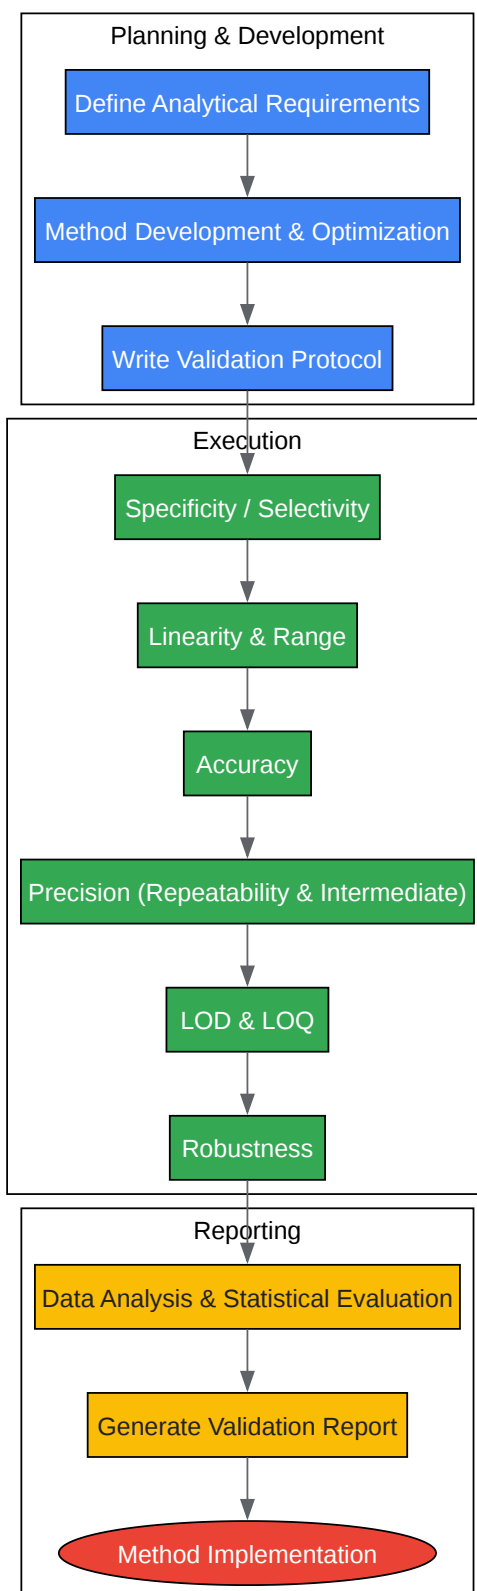 Planning & Development
Define Analytical Requirements
Method Development & Optimization
Write Validation Protocol
Execution
Specificity / Selectivity
Linearity & Range
Accuracy
Precision (Repeatability & Intermediate)
LOD & LOQ
Robustness
Reporting
Data Analysis & Statistical Evaluation
Generate Validation Report
Method Implementation